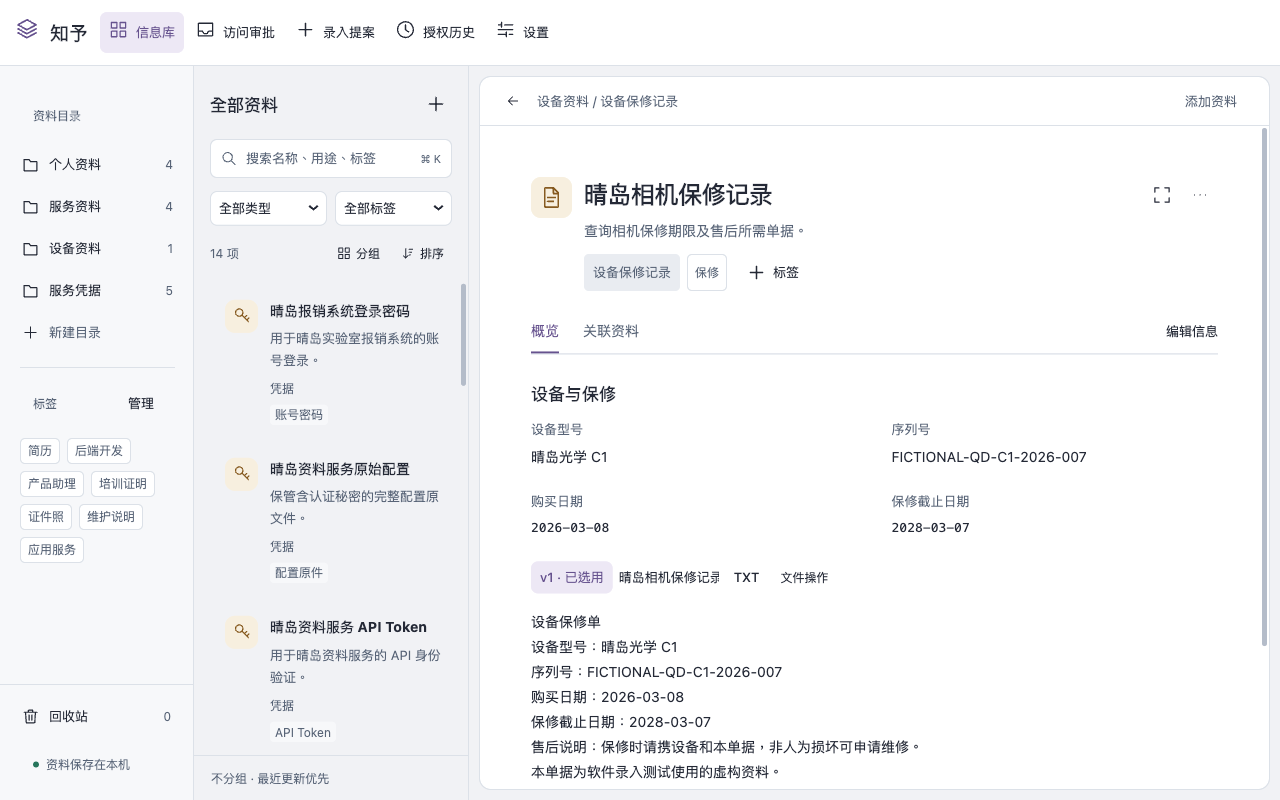 知予
信息库
访问审批
录入提案
授权历史
设置
资料目录
个人资料 4
服务资料 4
设备资料 1
服务凭据 5
新建目录
标签 管理
简历 后端开发
产品助理 培训证明
证件照 维护说明
应用服务
回收站 0
资料保存在本机
全部资料
搜索名称、用途、标签 ⌘ K
全部类型 全部标签
14 项 分组 排序
晴岛报销系统登录密码
用于晴岛实验室报销系统的账
号登录。
凭据
账号密码
晴岛资料服务原始配置
保管含认证秘密的完整配置原
文件。
凭据
配置原件
晴岛资料服务 API Token
用于晴岛资料服务的 API 身份
验证。
凭据
API Token
不分组 · 最近更新优先
设备资料 / 设备保修记录 添加资料
晴岛相机保修记录
查询相机保修期限及售后所需单据。
设备保修记录 保修 标签
概览 关联资料 编辑信息
设备与保修
设备型号 序列号
晴岛光学 C1 FICTIONAL-QD-C1-2026-007
购买日期 保修截止日期
2026-03-08 2028-03-07
v1 · 已选用 晴岛相机保修记录 TXT 文件操作
设备保修单
设备型号：晴岛光学 C1
序列号：FICTIONAL-QD-C1-2026-007
购买日期：2026-03-08
保修截止日期：2028-03-07
售后说明：保修时请携设备和本单据，非人为损坏可申请维修。
本单据为软件录入测试使用的虚构资料。